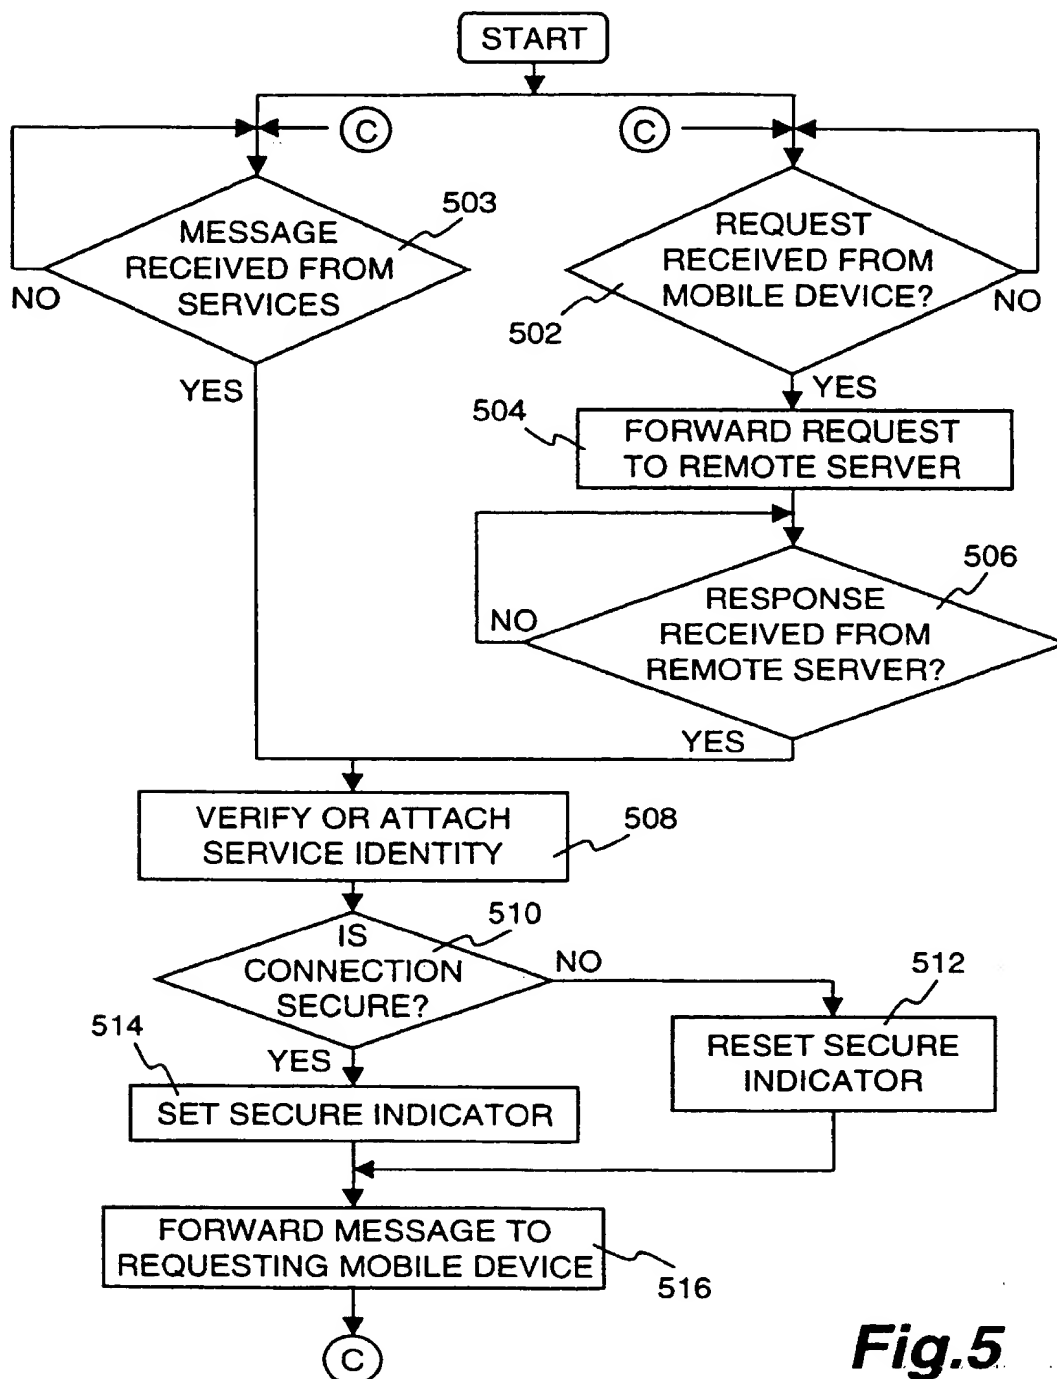 START
C
C
MESSAGE
RECEIVED FROM
SERVICES
503
NO
YES
REQUEST
RECEIVED FROM
MOBILE DEVICE?
502
NO
YES
504
FORWARD REQUEST
TO REMOTE SERVER
506
RESPONSE
RECEIVED FROM
REMOTE SERVER?
NO
YES
VERIFY OR ATTACH
SERVICE IDENTITY
508
IS
CONNECTION
SECURE?
510
NO
YES
512
RESET SECURE
INDICATOR
514
SET SECURE INDICATOR
FORWARD MESSAGE TO
REQUESTING MOBILE DEVICE
516
C
Fig.5